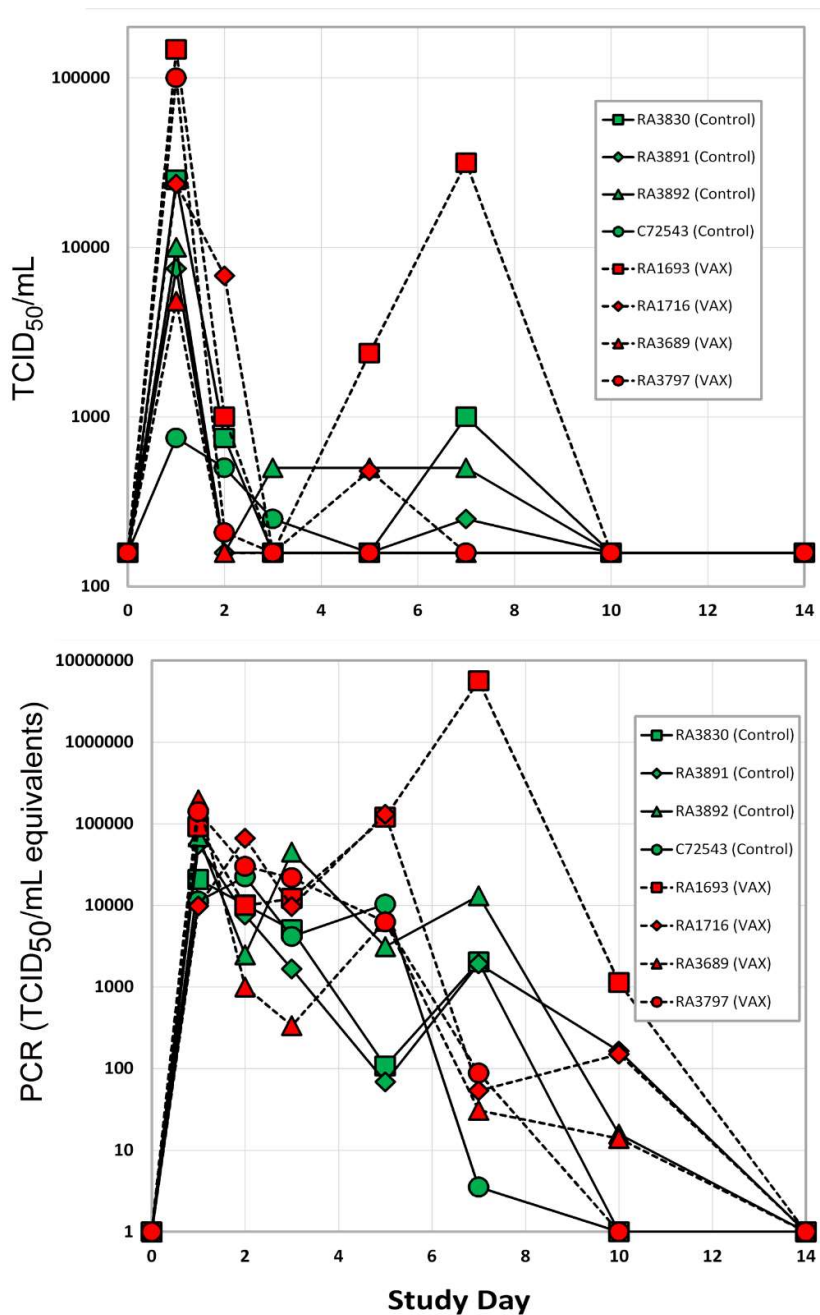 TCID50/mL
100000
10000
1000
100
0
2
4
6
8
10
12
14
RA3830 (Control)
RA3891 (Control)
RA3892 (Control)
C72543 (Control)
RA1693 (VAX)
RA1716 (VAX)
RA3689 (VAX)
RA3797 (VAX)
PCR (TCID50/mL equivalents)
10000000
1000000
100000
10000
1000
100
10
1
0
2
4
6
8
10
12
14
RA3830 (Control)
RA3891 (Control)
RA3892 (Control)
C72543 (Control)
RA1693 (VAX)
RA1716 (VAX)
RA3689 (VAX)
RA3797 (VAX)
Study Day